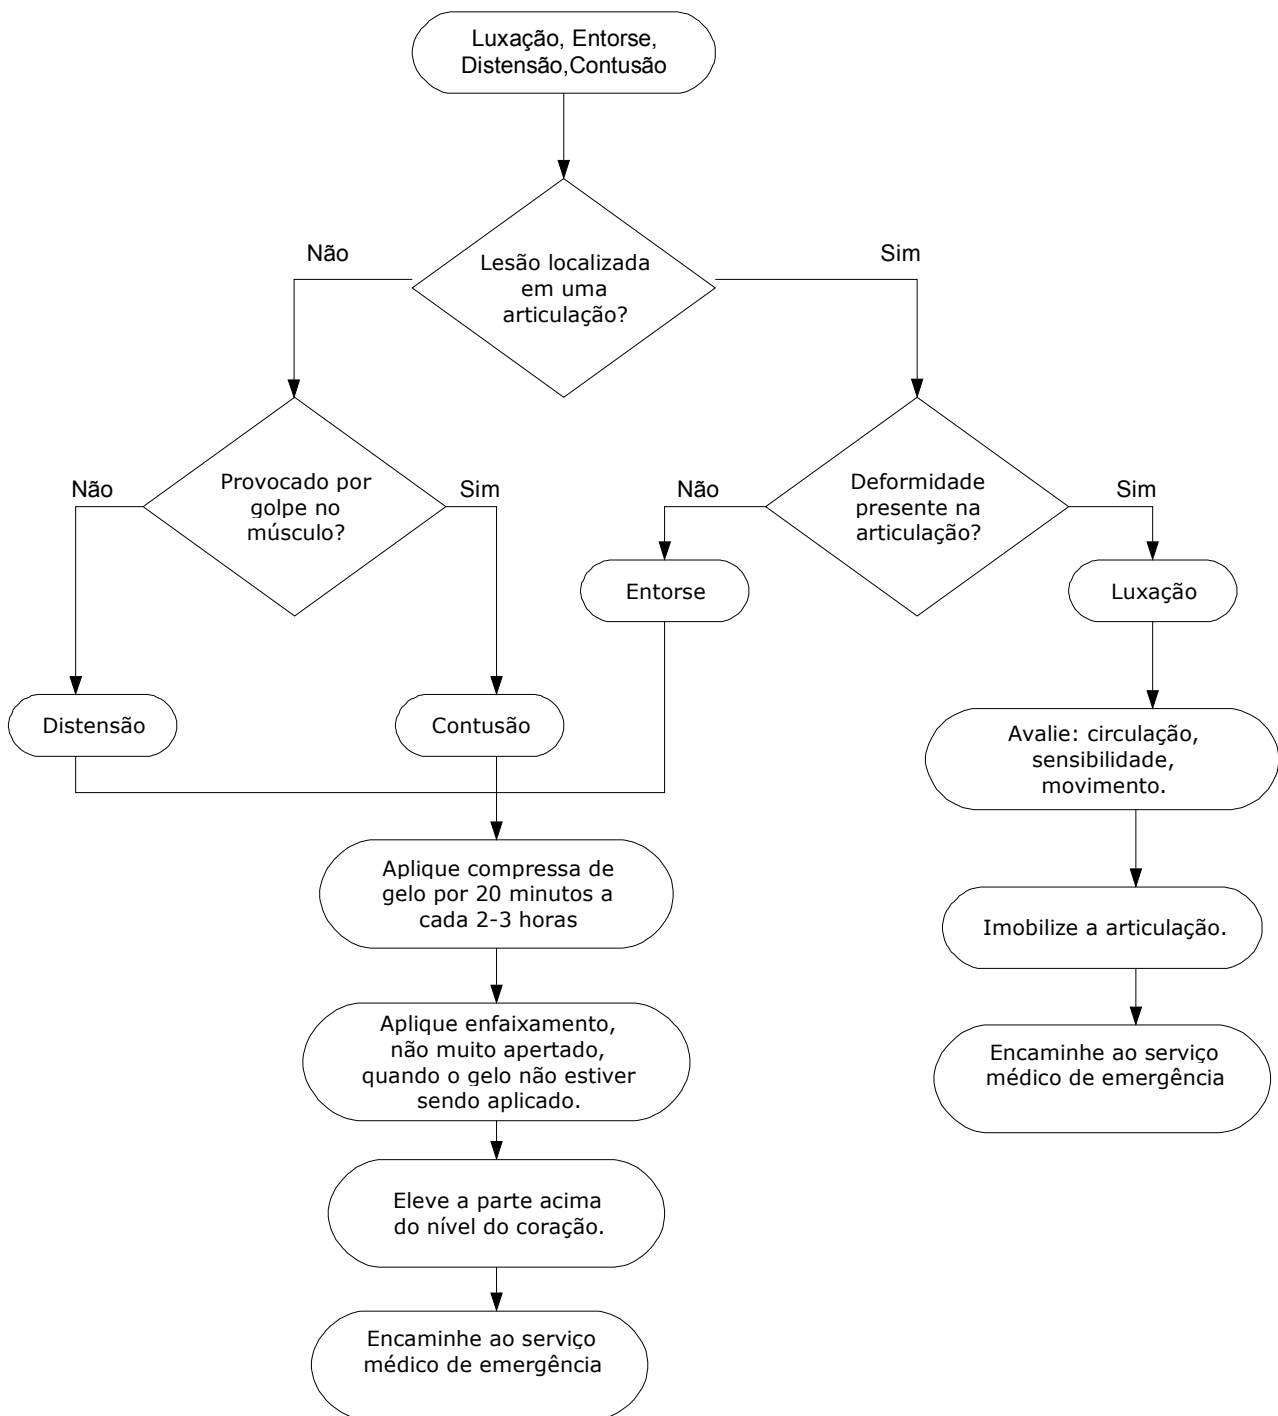 Luxação, Entorse,
Distensão,Contusão
Não
Sim
Lesão localizada
em uma
articulação?
Não
Provocado por
golpe no
músculo?
Sim
Não
Deformidade
presente na
articulação?
Sim
Entorse
Luxação
Distensão
Contusão
Avalie: circulação,
sensibilidade,
movimento.
Aplique compressa de
gelo por 20 minutos a
cada 2-3 horas
Imobilize a articulação.
Aplique enfaixamento,
não muito apertado,
quando o gelo não estiver
sendo aplicado.
Encaminhe ao serviço
médico de emergência
Eleve a parte acima
do nível do coração.
Encaminhe ao serviço
médico de emergência